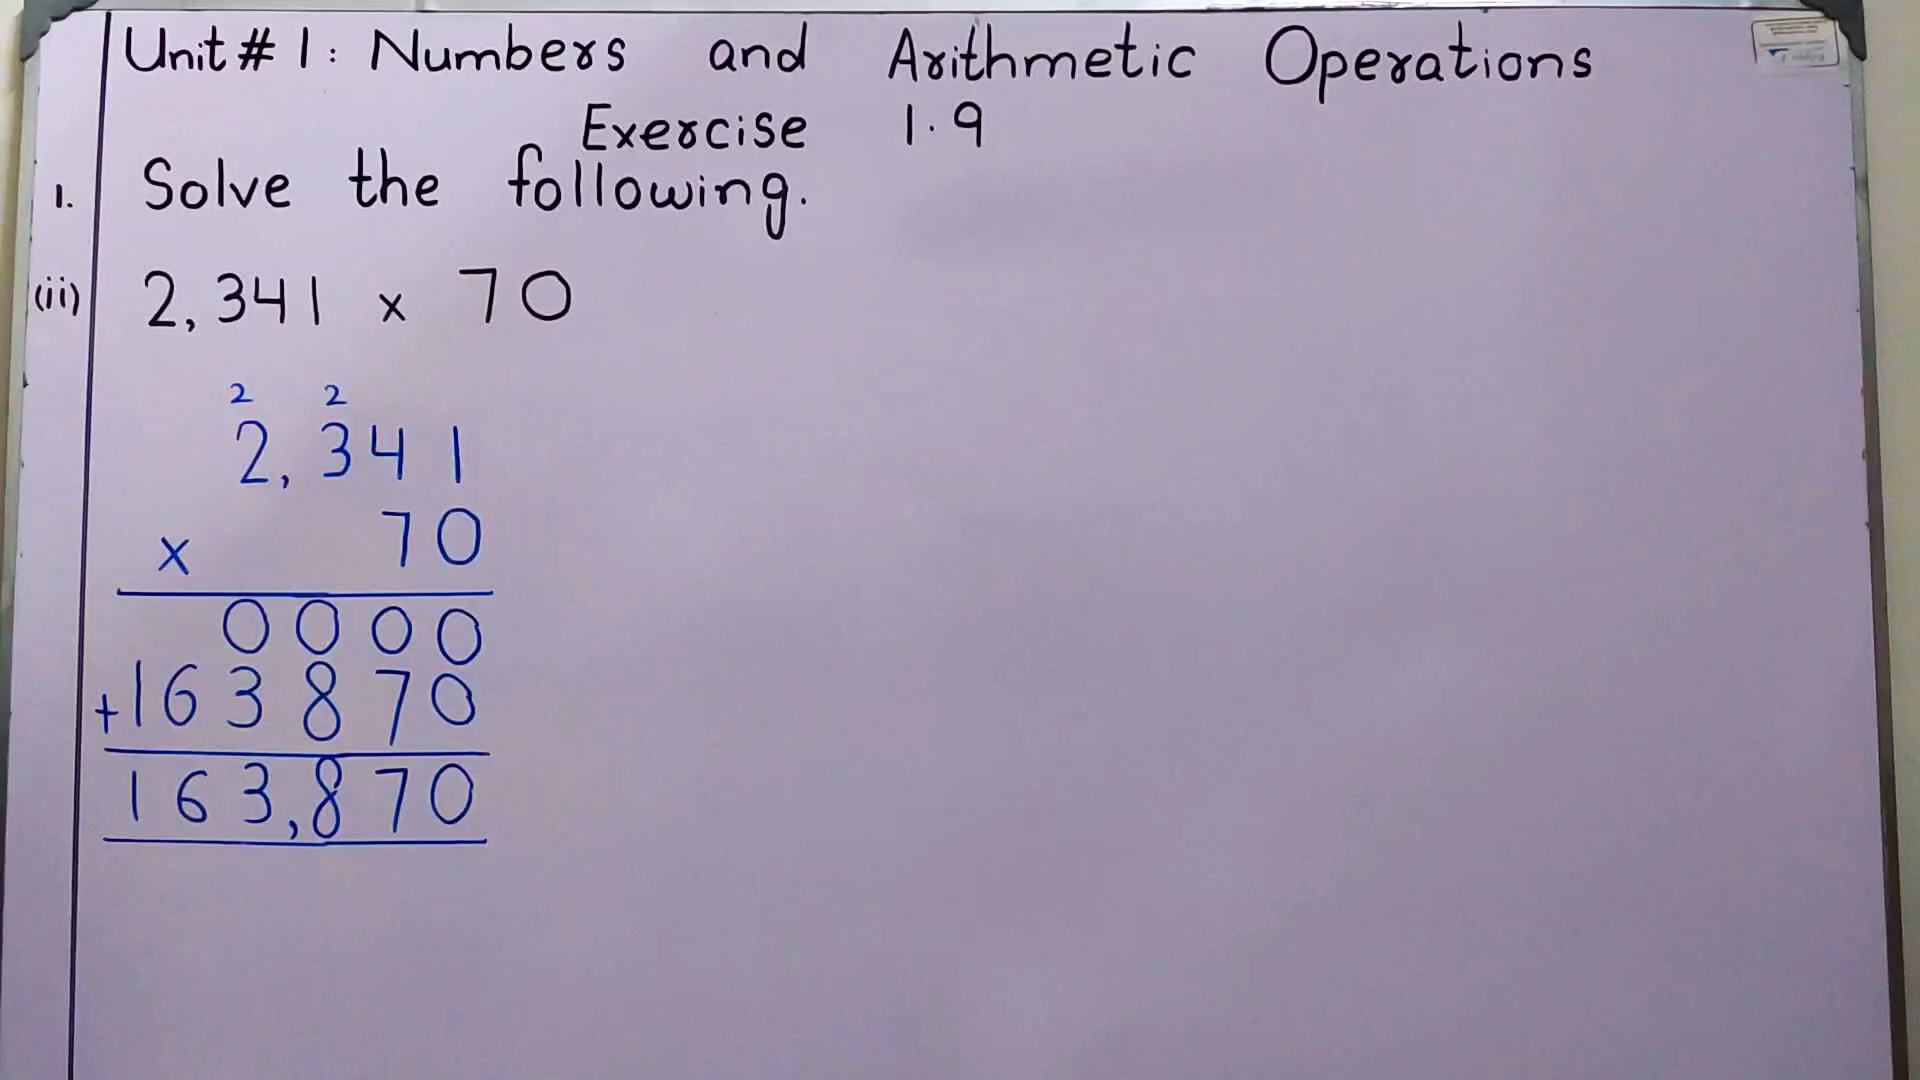 Unit # 1: Numbers and Arithmetic Operations
Exercise 1.9
1. Solve the following.
(ii) 2,341 x 70
2 2
2,341
x 70
0000
+163870
163,870